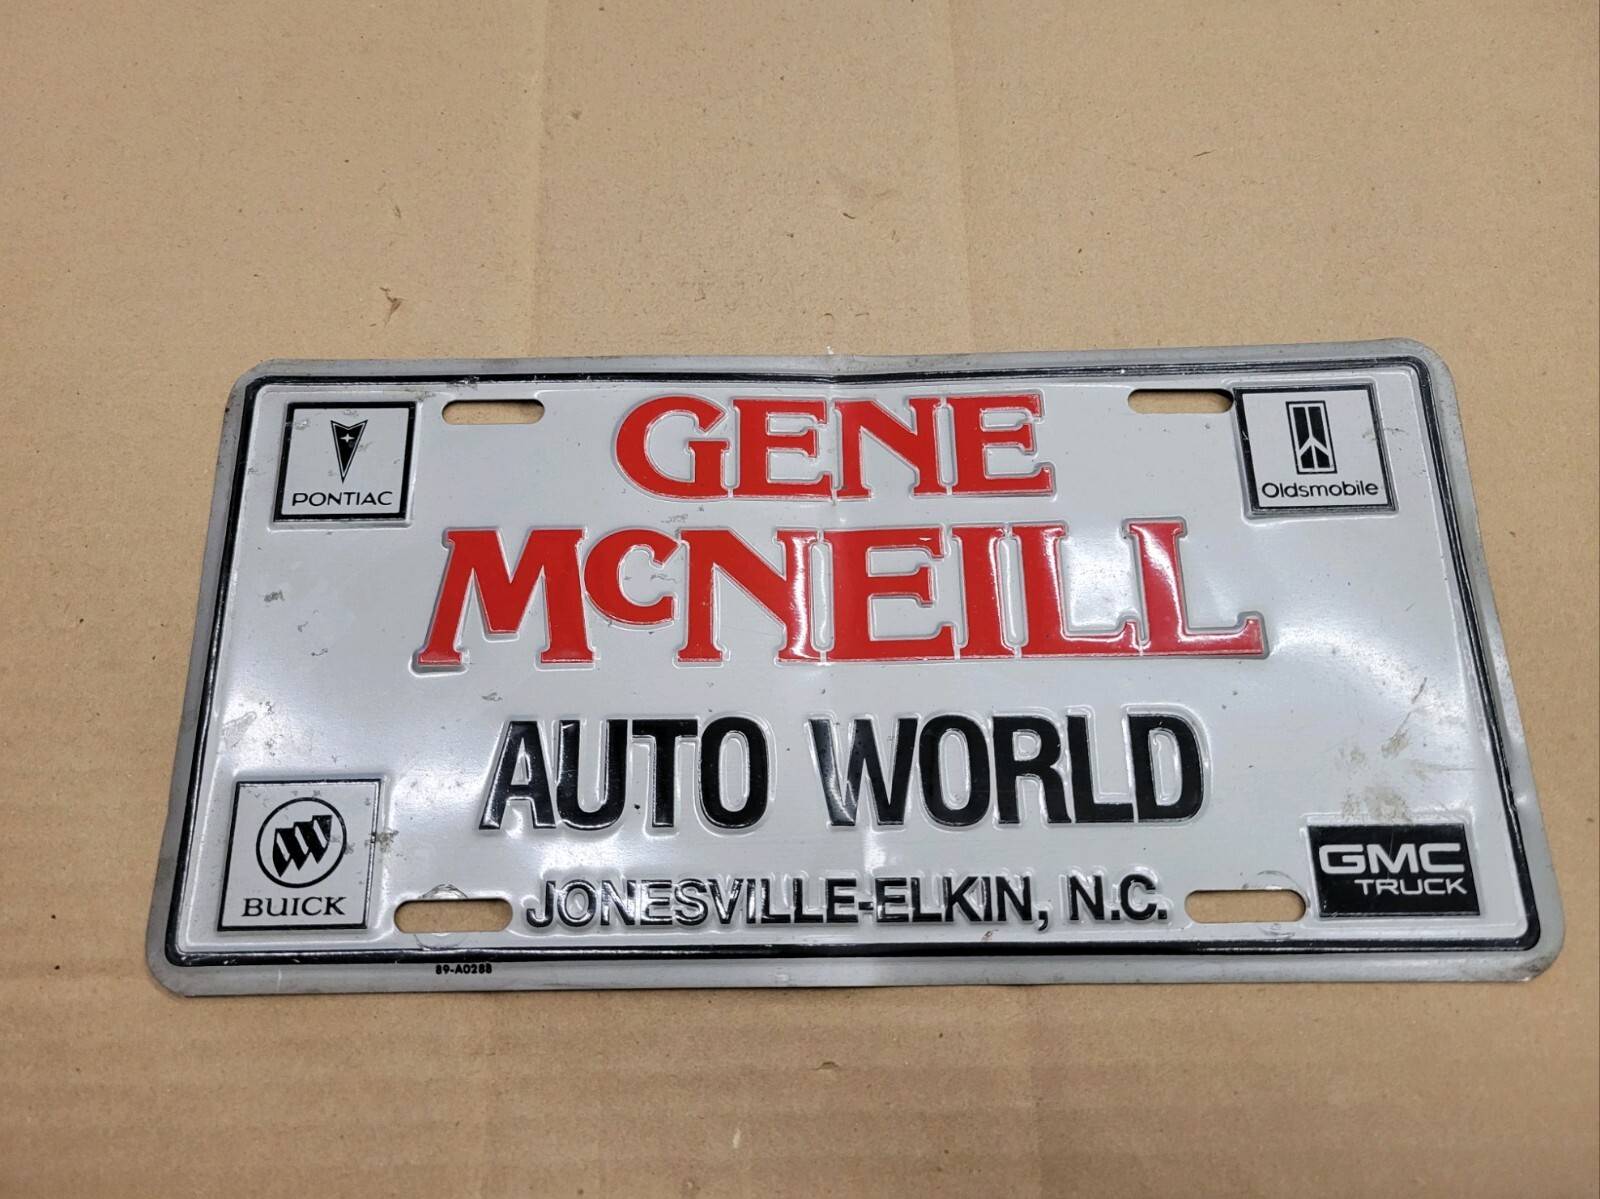 GENE
McNEILL
AUTO WORLD
JONESVILLE-ELKIN, N.C.
PONTIAC
Oldsmobile
BUICK
GMC
TRUCK
89-A0288